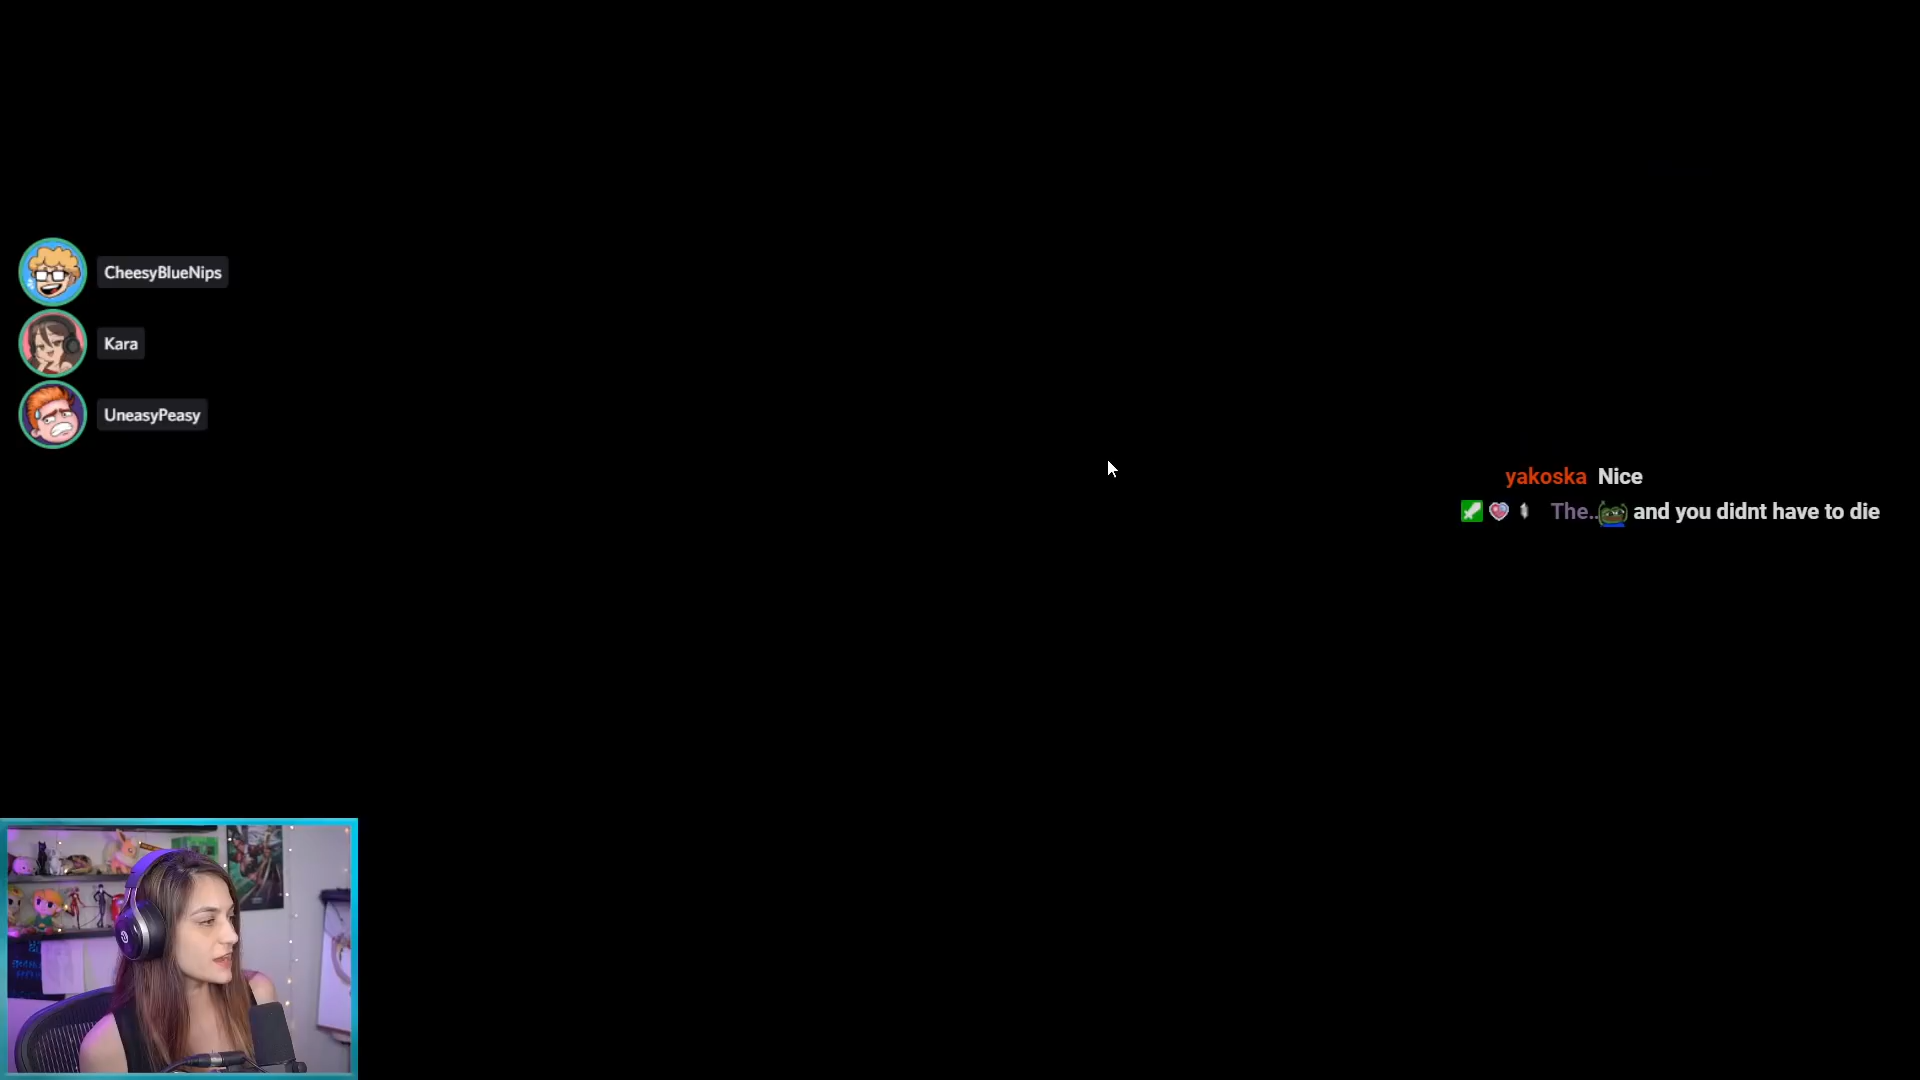 CheesyBlueNips
Kara
UneasyPeasy
yakoska Nice
The.. and you didnt have to die